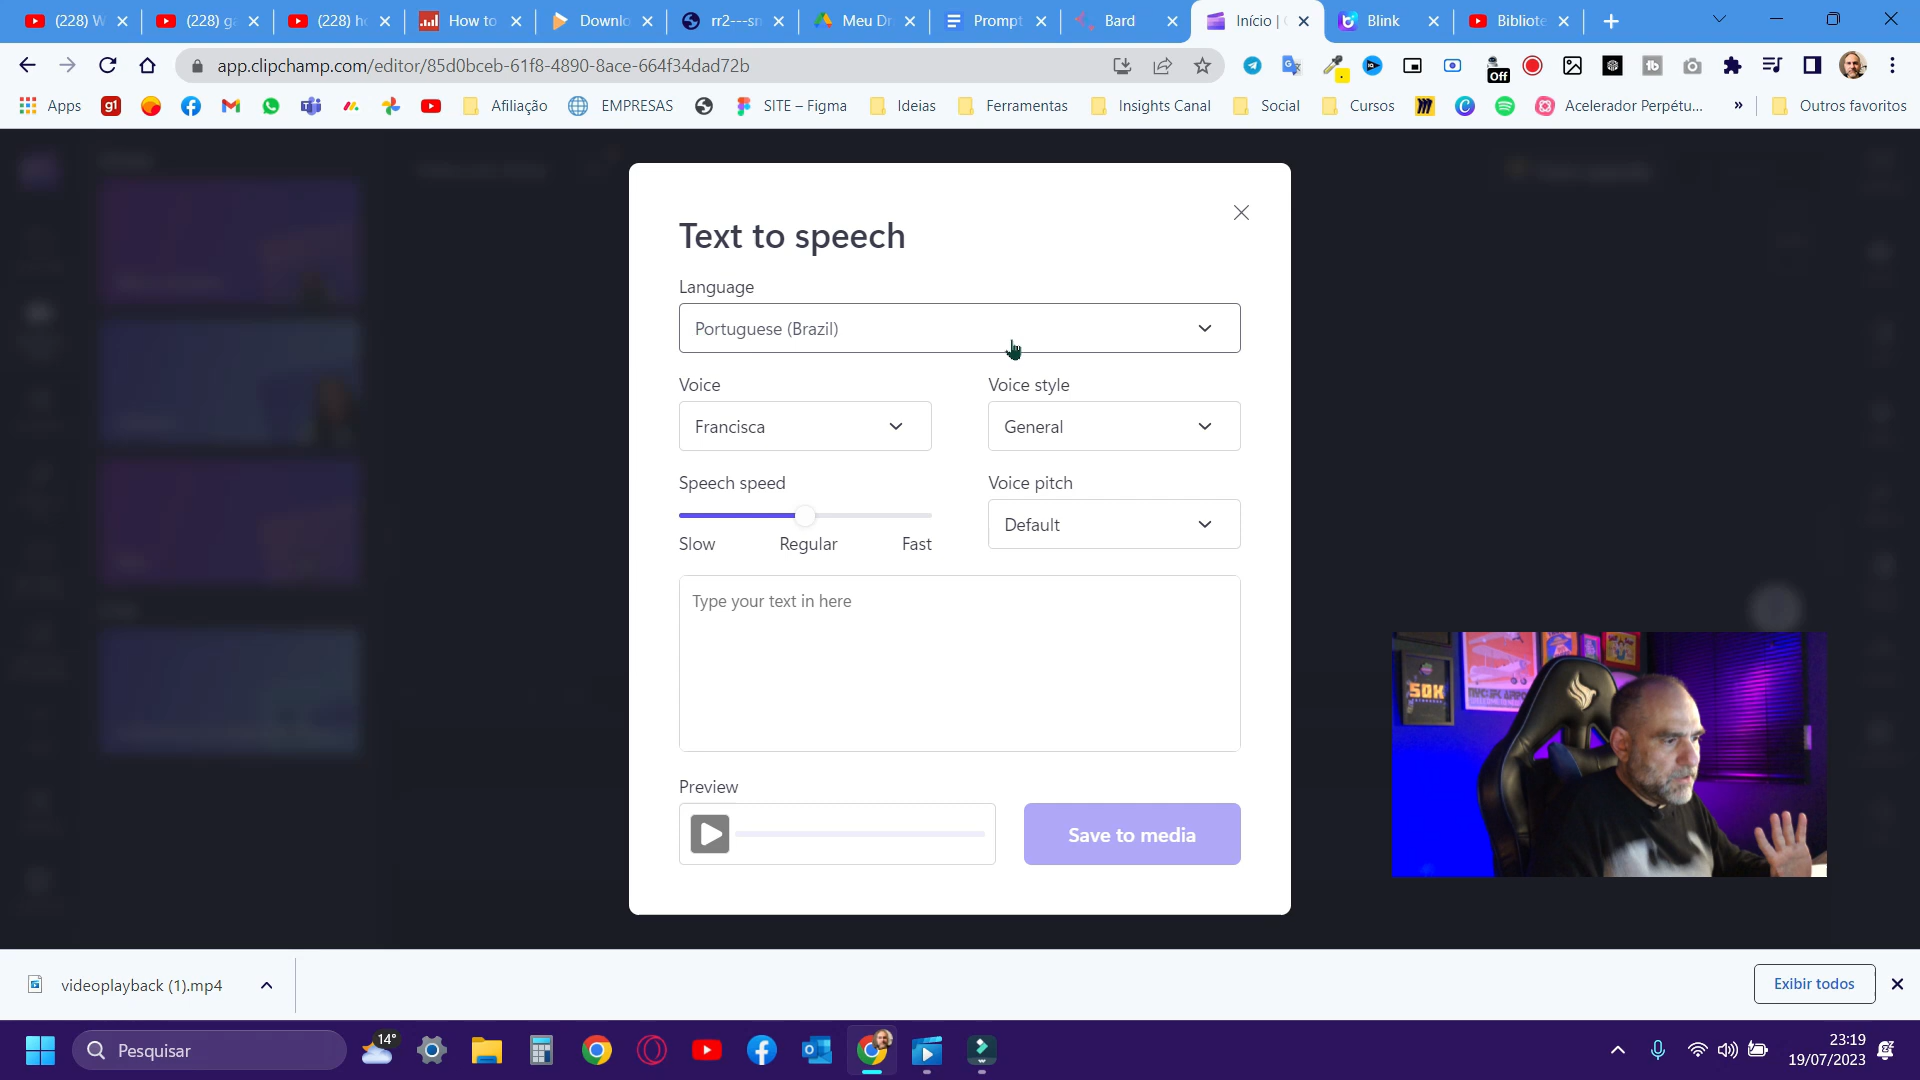 (228) W
(228) g
(228) h
How to
Downlo
rr2---sn
Meu Dr
Prompt
Bard
Início |
Blink
Bibliote
app.clipchamp.com/editor/85d0bceb-61f8-4890-8ace-664f34dad72b
Off
Apps
g1
Afiliação
EMPRESAS
SITE – Figma
Ideias
Ferramentas
Insights Canal
Social
Cursos
Acelerador Perpétu...
»
Outros favoritos
Text to speech
Language
Portuguese (Brazil)
Voice
Voice style
Francisca
General
Speech speed
Voice pitch
Default
Slow
Regular
Fast
Type your text in here
50K
Preview
Save to media
videoplayback (1).mp4
Exibir todos
Pesquisar
14°
23:19
19/07/2023